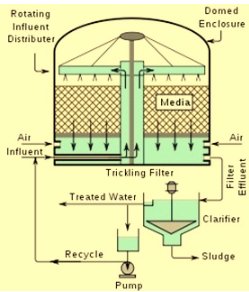 Rotating
Influent
Distributer
Domed
Enclosure
Media
Air
Air
Influent
Trickling Filter
Filter
Effluent
Treated Water
Clarifier
Recycle
Sludge
Pump